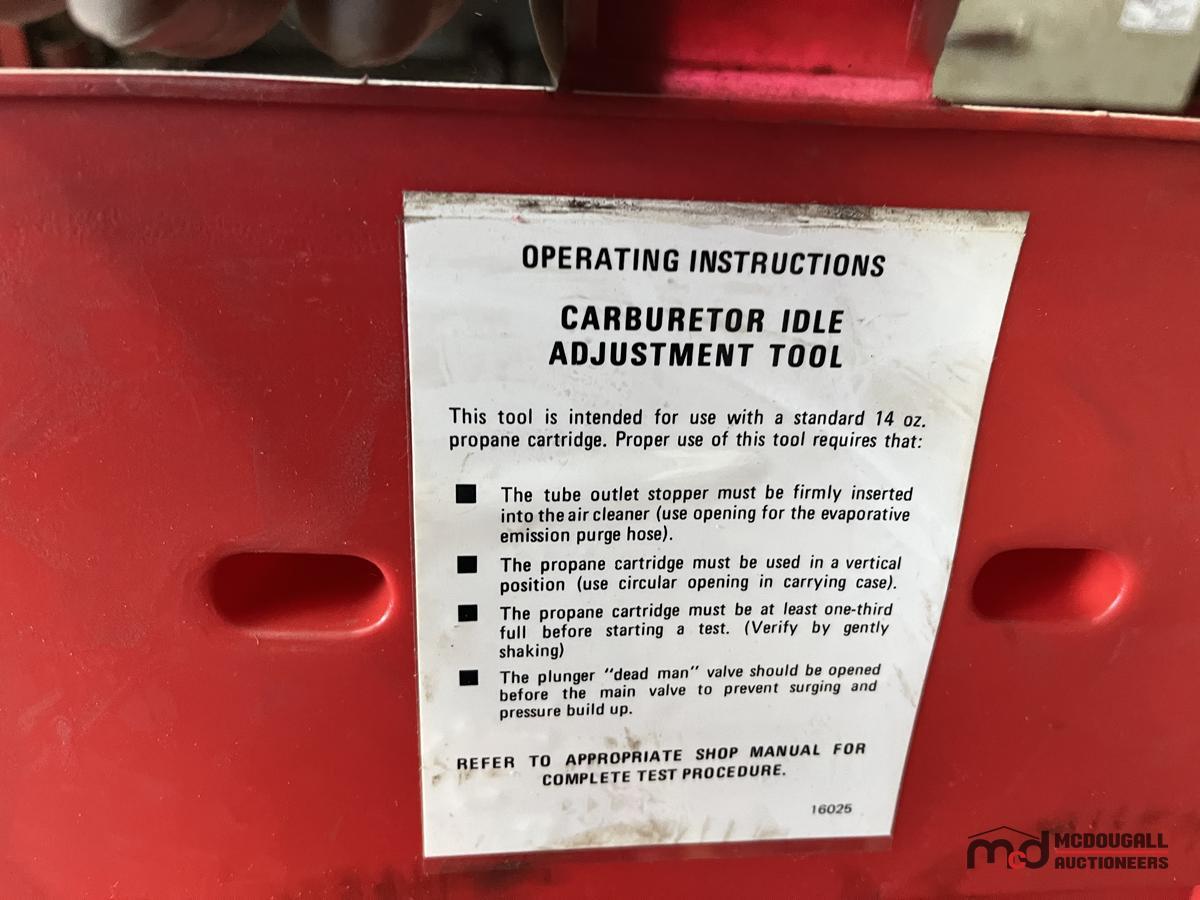 OPERATING INSTRUCTIONS
CARBURETOR IDLE
ADJUSTMENT TOOL
This tool is intended for use with a standard 14 oz.
propane cartridge. Proper use of this tool requires that:
■ The tube outlet stopper must be firmly inserted
into the air cleaner (use opening for the evaporative
emission purge hose).
■ The propane cartridge must be used in a vertical
position (use circular opening in carrying case).
■ The propane cartridge must be at least one-third
full before starting a test. (Verify by gently
shaking)
■ The plunger "dead man" valve should be opened
before the main valve to prevent surging and
pressure build up.
REFER TO APPROPRIATE SHOP MANUAL FOR
COMPLETE TEST PROCEDURE.
16025
mcd MCDOUGALL
AUCTIONEERS